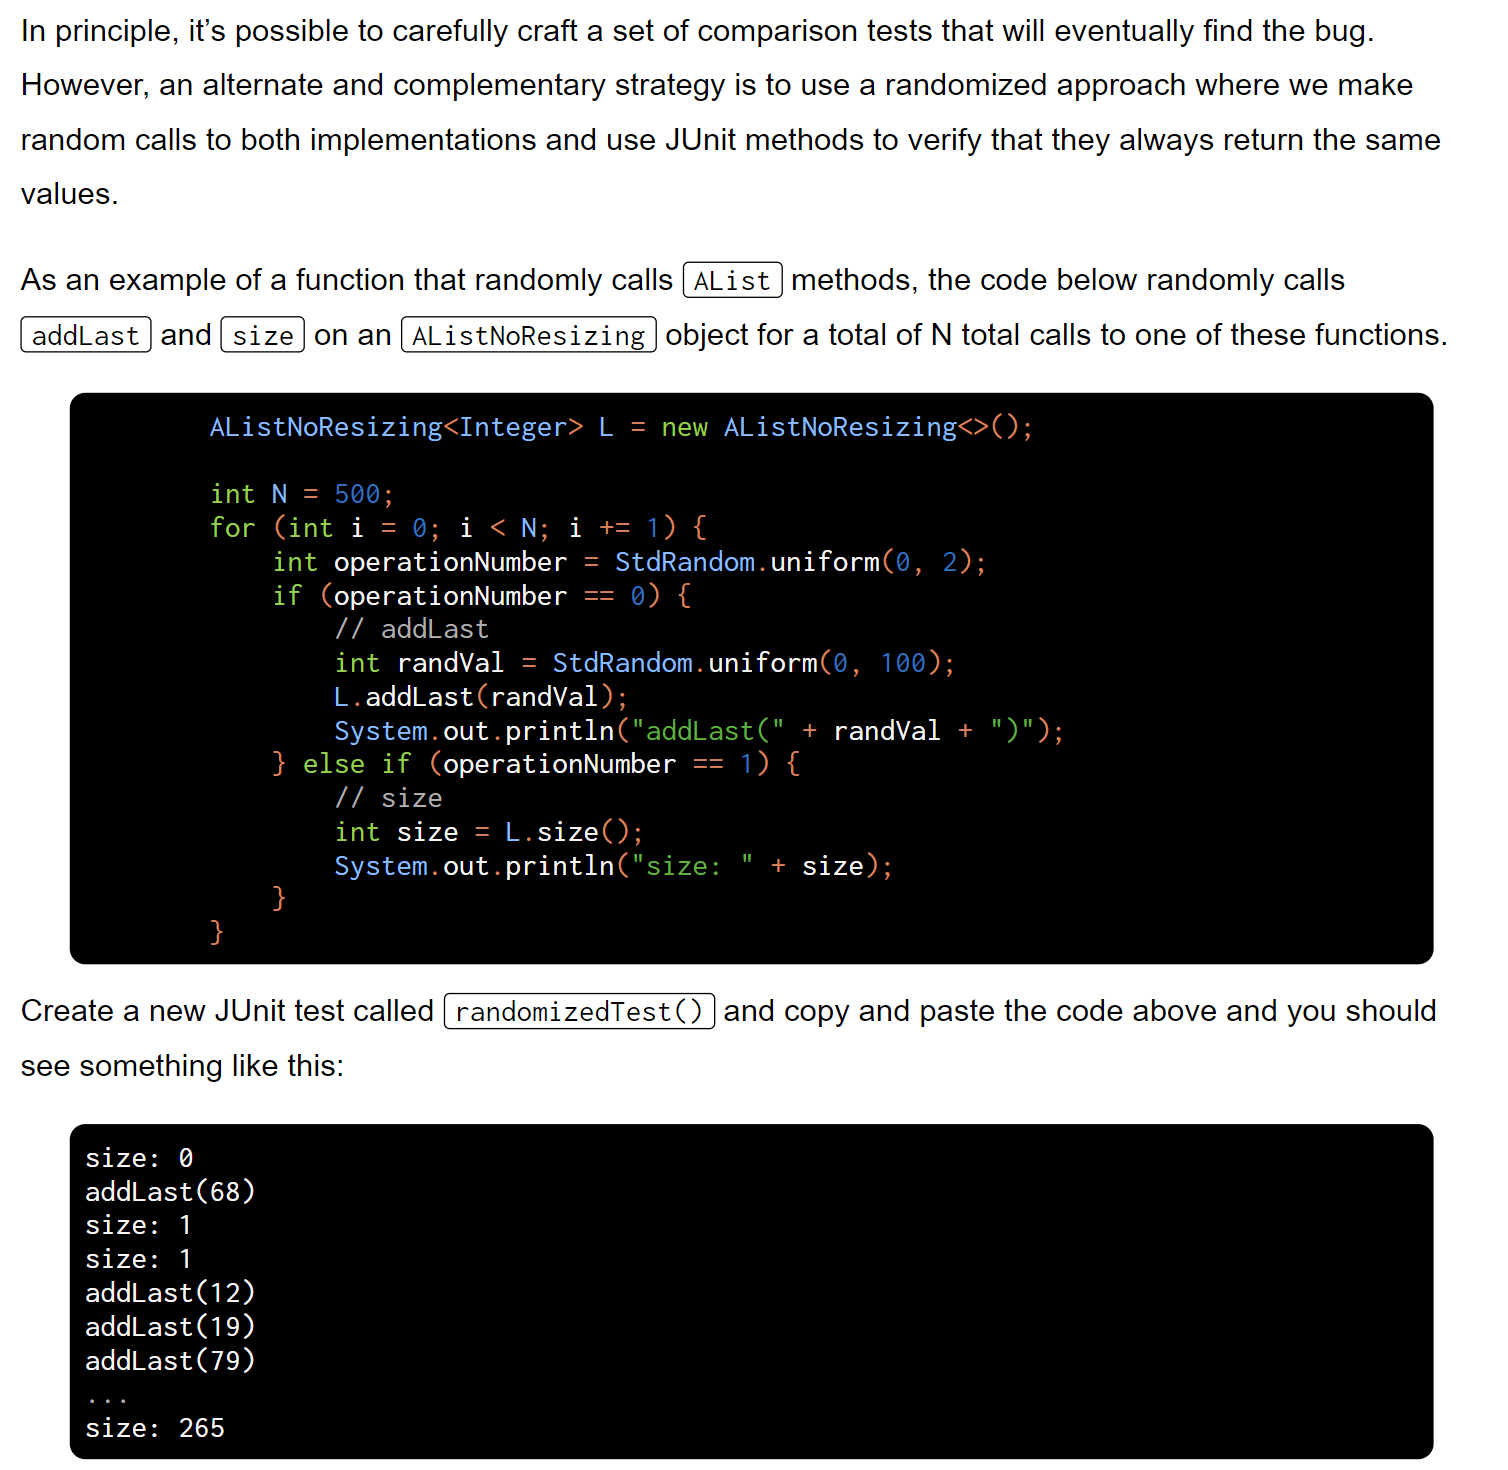 In principle, it’s possible to carefully craft a set of comparison tests that will eventually find the bug.
However, an alternate and complementary strategy is to use a randomized approach where we make
random calls to both implementations and use JUnit methods to verify that they always return the same
values.
As an example of a function that randomly calls AList methods, the code below randomly calls
addLast and size on an AListNoResizing object for a total of N total calls to one of these functions.
AListNoResizing<Integer> L = new AListNoResizing<>();
int N = 500;
for (int i = 0; i < N; i += 1) {
    int operationNumber = StdRandom.uniform(0, 2);
    if (operationNumber == 0) {
        // addLast
        int randVal = StdRandom.uniform(0, 100);
        L.addLast(randVal);
        System.out.println("addLast(" + randVal + ")");
    } else if (operationNumber == 1) {
        // size
        int size = L.size();
        System.out.println("size: " + size);
    }
}
Create a new JUnit test called randomizedTest() and copy and paste the code above and you should
see something like this:
size: 0
addLast(68)
size: 1
size: 1
addLast(12)
addLast(19)
addLast(79)
...
size: 265